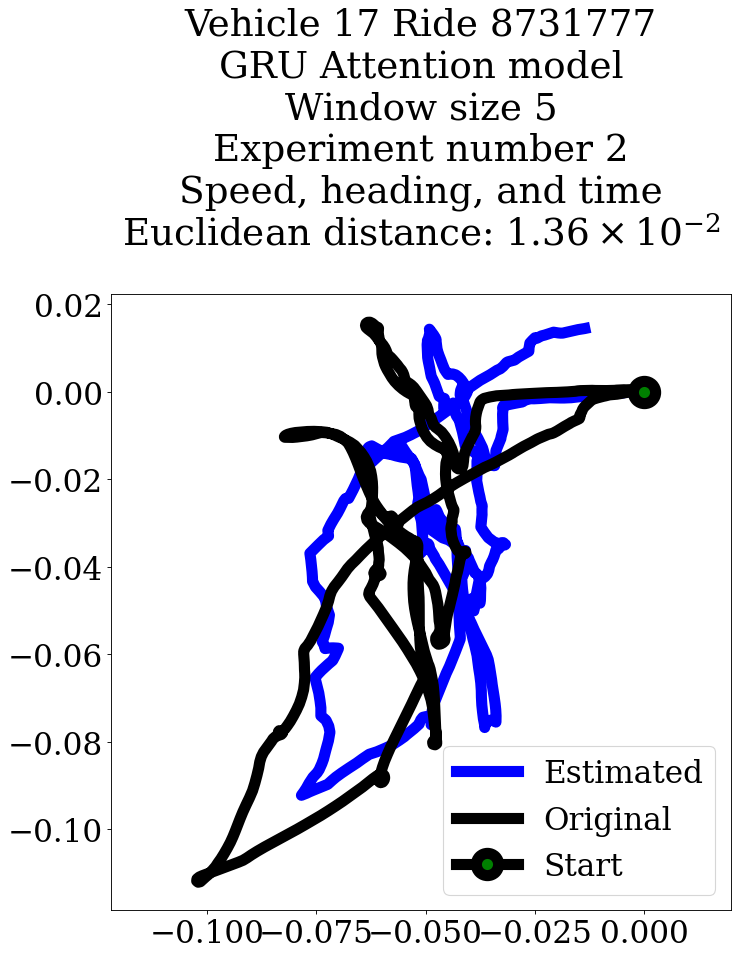 Vehicle 17 Ride 8731777
GRU Attention model
Window size 5
Experiment number 2
Speed, heading, and time
Euclidean distance: 1.36 × 10⁻²
0.02
0.00
−0.02
−0.04
−0.06
−0.08
−0.10
Estimated
Original
Start
−0.100 −0.075 −0.050 −0.025 0.000